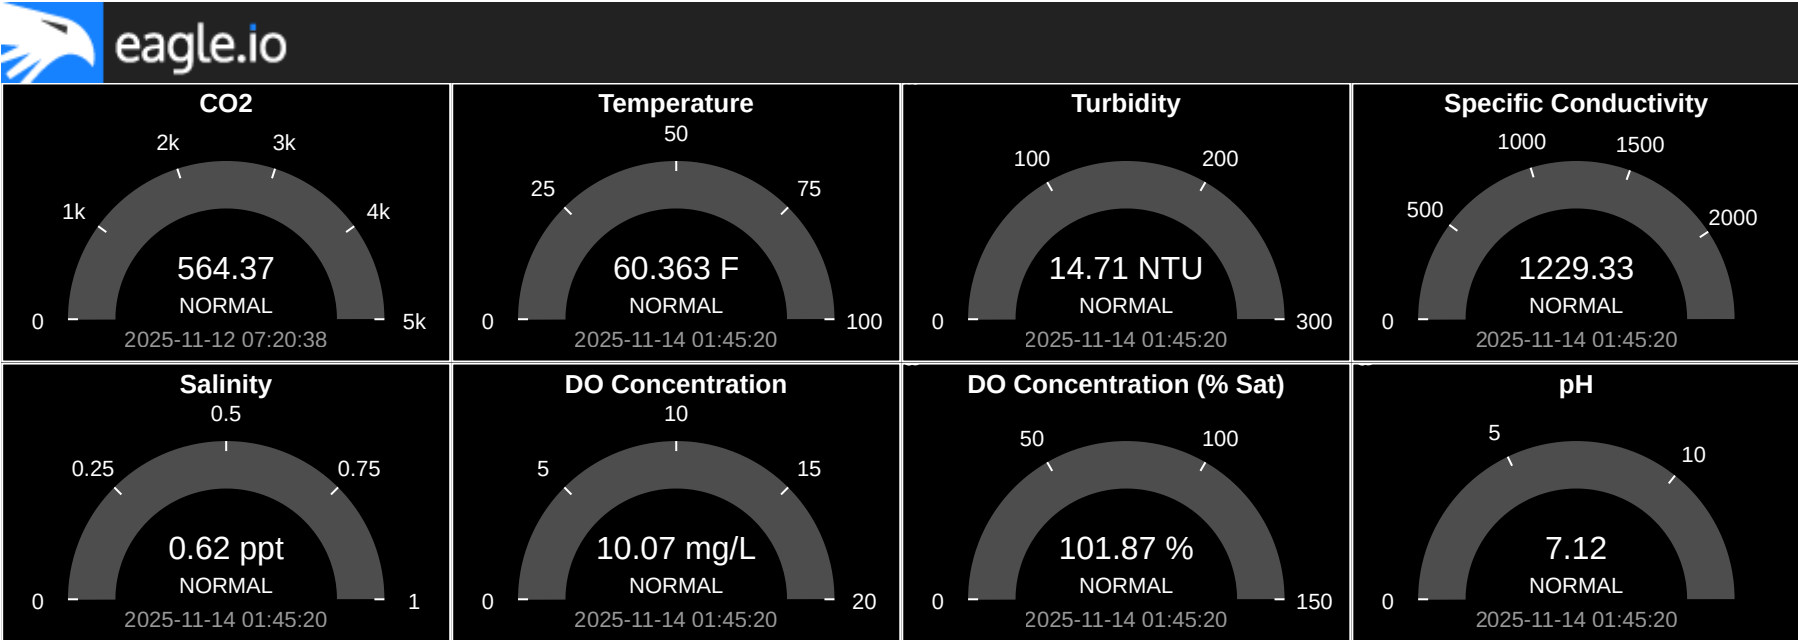 eagle.io
CO2
0
1k
2k
3k
4k
5k
564.37
NORMAL
2025-11-12 07:20:38
Temperature
0
25
50
75
100
60.363 F
NORMAL
2025-11-14 01:45:20
Turbidity
0
100
200
300
14.71 NTU
NORMAL
2025-11-14 01:45:20
Specific Conductivity
0
500
1000
1500
2000
1229.33
NORMAL
2025-11-14 01:45:20
Salinity
0
0.25
0.5
0.75
1
0.62 ppt
NORMAL
2025-11-14 01:45:20
DO Concentration
0
5
10
15
20
10.07 mg/L
NORMAL
2025-11-14 01:45:20
DO Concentration (% Sat)
0
50
100
150
101.87 %
NORMAL
2025-11-14 01:45:20
pH
0
5
10
7.12
NORMAL
2025-11-14 01:45:20